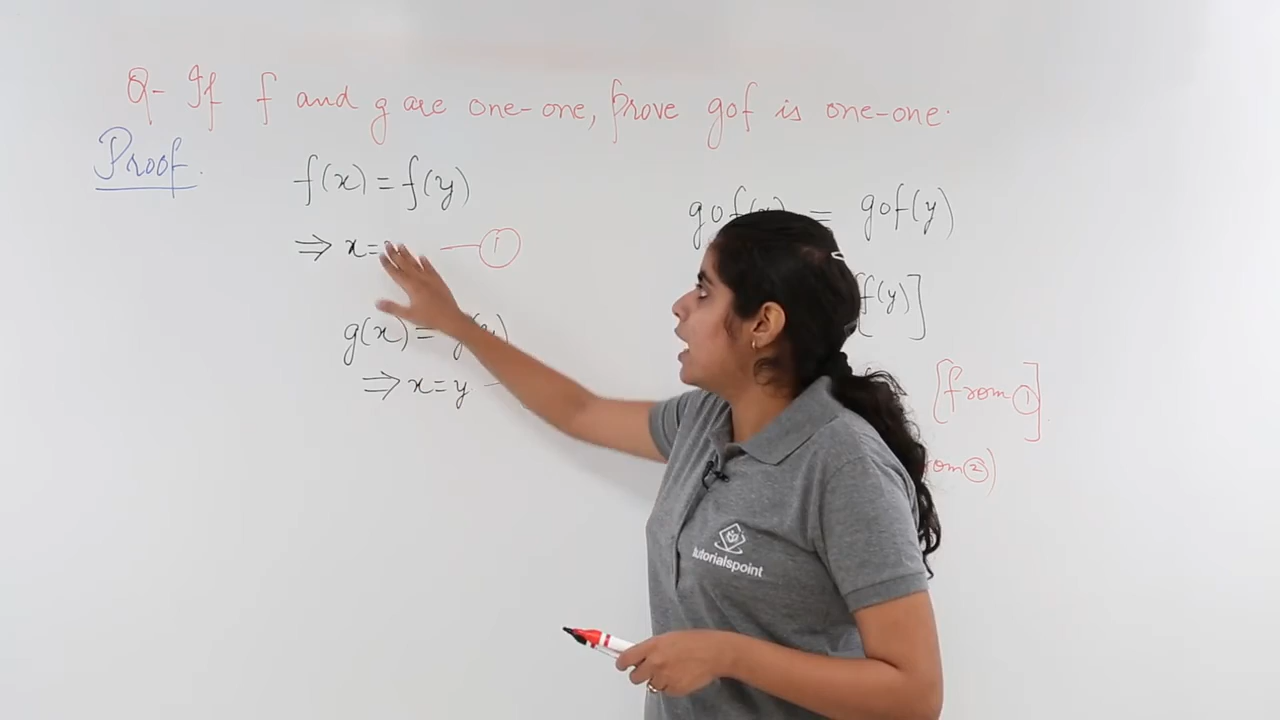 Q- If f and g are one-one, prove gof is one-one.
Proof.
f(x) = f(y)
⇒ x= — ①
g(x) = g(y)
⇒ x=y —
gof(x) = gof(y)
[f(y)]
[from ①]
from ②)
tutorialspoint